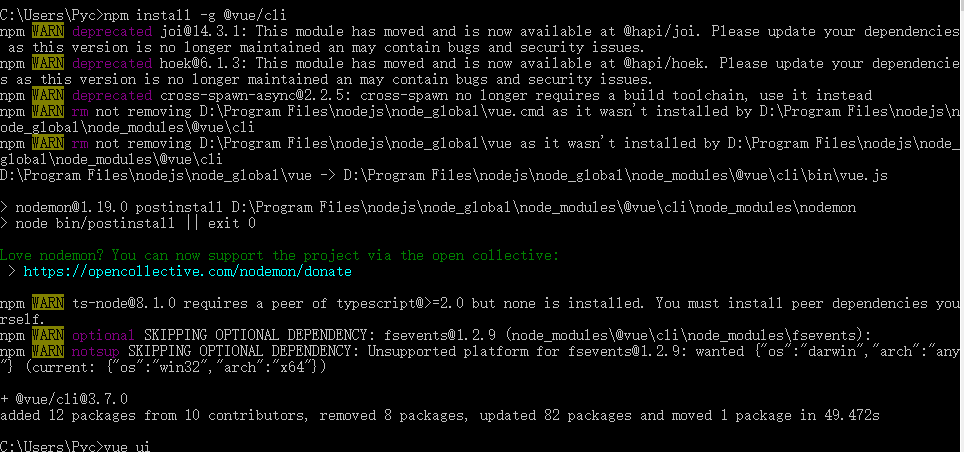 C:\Users\Pyc>npm install -g @vue/cli
npm WARN deprecated joi@14.3.1: This module has moved and is now available at @hapi/joi. Please update your dependencies
 as this version is no longer maintained an may contain bugs and security issues.
npm WARN deprecated hoek@6.1.3: This module has moved and is now available at @hapi/hoek. Please update your dependencie
s as this version is no longer maintained an may contain bugs and security issues.
npm WARN deprecated cross-spawn-async@2.2.5: cross-spawn no longer requires a build toolchain, use it instead
npm WARN rm not removing D:\Program Files\nodejs\node_global\vue.cmd as it wasn't installed by D:\Program Files\nodejs\n
ode_global\node_modules\@vue\cli
npm WARN rm not removing D:\Program Files\nodejs\node_global\vue as it wasn't installed by D:\Program Files\nodejs\node_
global\node_modules\@vue\cli
D:\Program Files\nodejs\node_global\vue -> D:\Program Files\nodejs\node_global\node_modules\@vue\cli\bin\vue.js
> nodemon@1.19.0 postinstall D:\Program Files\nodejs\node_global\node_modules\@vue\cli\node_modules\nodemon
> node bin/postinstall || exit 0
Love nodemon? You can now support the project via the open collective:
 > https://opencollective.com/nodemon/donate
npm WARN ts-node@8.1.0 requires a peer of typescript@>=2.0 but none is installed. You must install peer dependencies you
rself.
npm WARN optional SKIPPING OPTIONAL DEPENDENCY: fsevents@1.2.9 (node_modules\@vue\cli\node_modules\fsevents):
npm WARN notsup SKIPPING OPTIONAL DEPENDENCY: Unsupported platform for fsevents@1.2.9: wanted {"os":"darwin","arch":"any
"} (current: {"os":"win32","arch":"x64"})
+ @vue/cli@3.7.0
added 12 packages from 10 contributors, removed 8 packages, updated 82 packages and moved 1 package in 49.472s
C:\Users\Pyc>vue ui